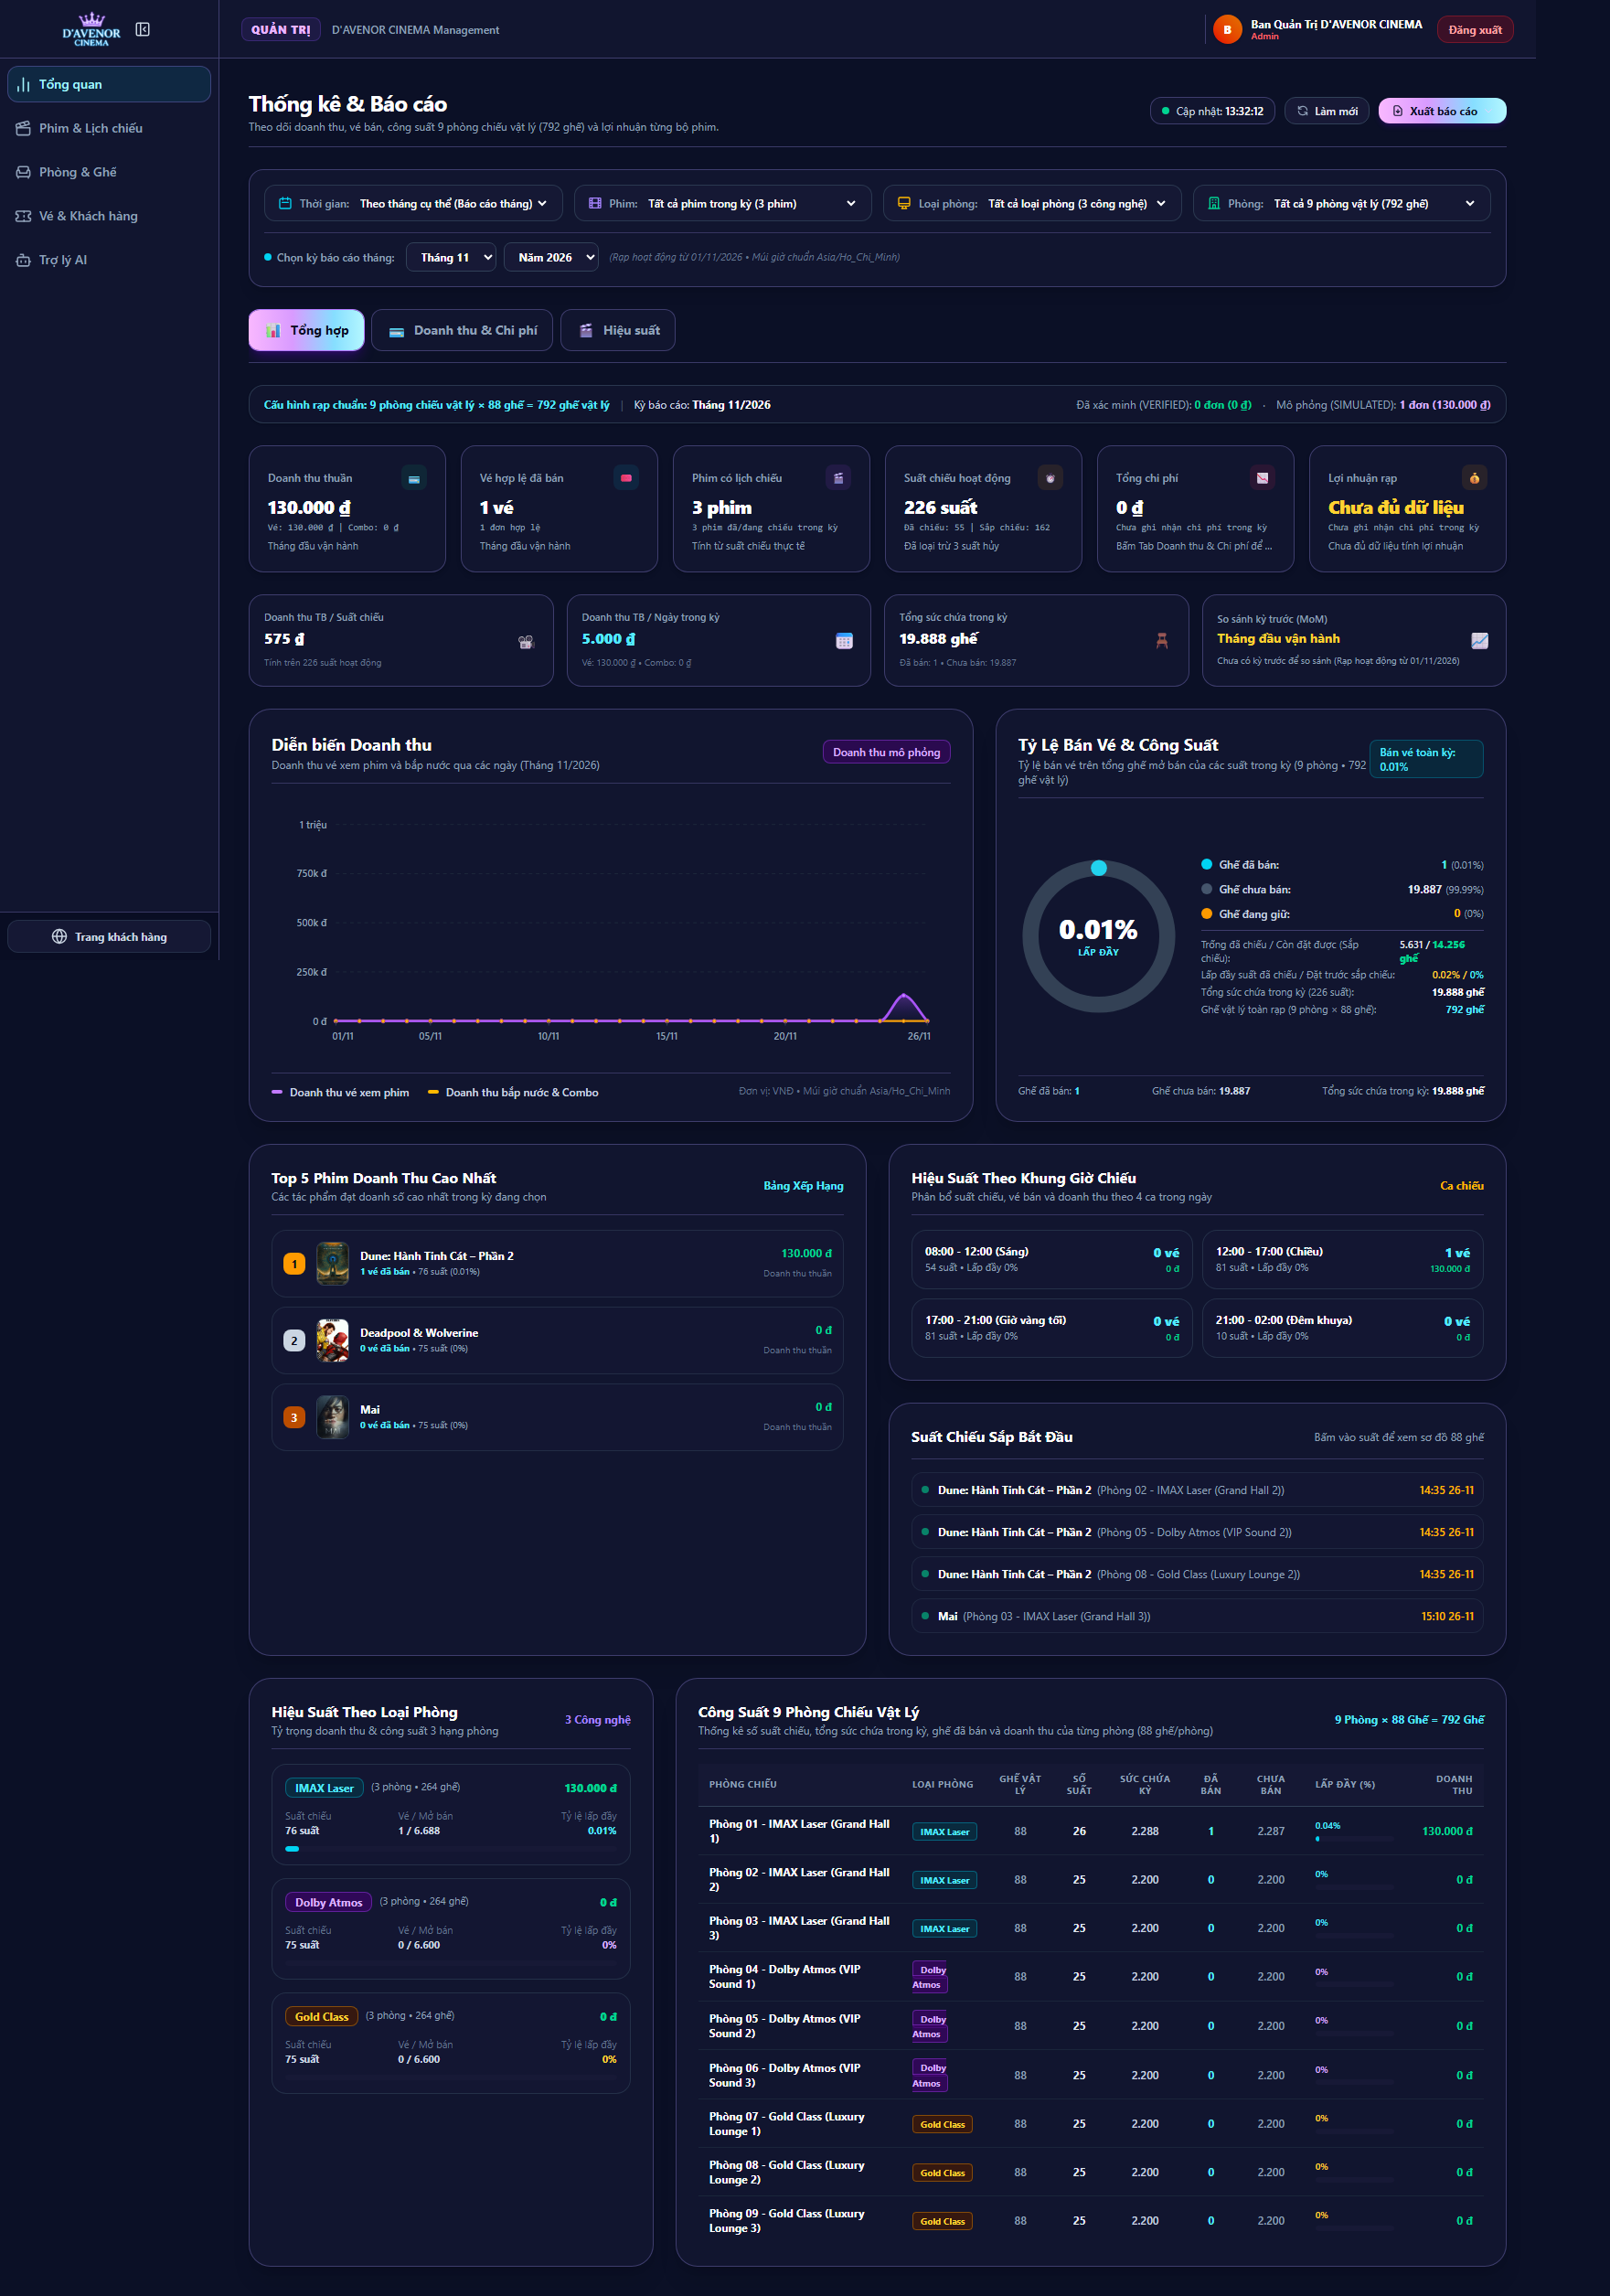 D'AVENOR
CINEMA
QUẢN TRỊ
D'AVENOR CINEMA Management
B
Ban Quản Trị D'AVENOR CINEMA
Admin
Đăng xuất
Tổng quan
Phim & Lịch chiếu
Phòng & Ghế
Vé & Khách hàng
Trợ lý AI
Trang khách hàng
Thống kê & Báo cáo
Theo dõi doanh thu, vé bán, công suất 9 phòng chiếu vật lý (792 ghế) và lợi nhuận từng bộ phim.
Cập nhật: 13:32:12
Làm mới
Xuất báo cáo
Thời gian: Theo tháng cụ thể (Báo cáo tháng)
Phim: Tất cả phim trong kỳ (3 phim)
Loại phòng: Tất cả loại phòng (3 công nghệ)
Phòng: Tất cả 9 phòng vật lý (792 ghế)
Chọn kỳ báo cáo tháng: Tháng 11 Năm 2026 (Rạp hoạt động từ 01/11/2026 • Múi giờ chuẩn Asia/Ho_Chi_Minh)
Tổng hợp
Doanh thu & Chi phí
Hiệu suất
Cấu hình rạp chuẩn: 9 phòng chiếu vật lý × 88 ghế = 792 ghế vật lý | Kỳ báo cáo: Tháng 11/2026
Đã xác minh (VERIFIED): 0 đơn (0 ₫) · Mô phỏng (SIMULATED): 1 đơn (130.000 ₫)
Doanh thu thuần
130.000 ₫
Vé: 130.000 ₫ | Combo: 0 ₫
Tháng đầu vận hành
Vé hợp lệ đã bán
1 vé
1 đơn hợp lệ
Tháng đầu vận hành
Phim có lịch chiếu
3 phim
3 phim đã/đang chiếu trong kỳ
Tính từ suất chiếu thực tế
Suất chiếu hoạt động
226 suất
Đã chiếu: 55 | Sắp chiếu: 162
Đã loại trừ 3 suất hủy
Tổng chi phí
0 ₫
Chưa ghi nhận chi phí trong kỳ
Bấm Tab Doanh thu & Chi phí để ...
Lợi nhuận rạp
Chưa đủ dữ liệu
Chưa ghi nhận chi phí trong kỳ
Chưa đủ dữ liệu tính lợi nhuận
Doanh thu TB / Suất chiếu
575 ₫
Tính trên 226 suất hoạt động
Doanh thu TB / Ngày trong kỳ
5.000 ₫
Vé: 130.000 ₫ • Combo: 0 ₫
Tổng sức chứa trong kỳ
19.888 ghế
Đã bán: 1 • Chưa bán: 19.887
So sánh kỳ trước (MoM)
Tháng đầu vận hành
Chưa có kỳ trước để so sánh (Rạp hoạt động từ 01/11/2026)
Diễn biến Doanh thu
Doanh thu vé xem phim và bắp nước qua các ngày (Tháng 11/2026)
Doanh thu mô phỏng
1 triệu
750k đ
500k đ
250k đ
0 đ
01/11 05/11 10/11 15/11 20/11 26/11
Doanh thu vé xem phim
Doanh thu bắp nước & Combo
Đơn vị: VNĐ • Múi giờ chuẩn Asia/Ho_Chi_Minh
Tỷ Lệ Bán Vé & Công Suất
Tỷ lệ bán vé trên tổng ghế mở bán của các suất trong kỳ (9 phòng • 792
ghế vật lý)
Bán vé toàn kỳ:
0.01%
0.01%
LẤP ĐẦY
Ghế đã bán: 1 (0.01%)
Ghế chưa bán: 19.887 (99.99%)
Ghế đang giữ: 0 (0%)
Trống đã chiếu / Còn đặt được (Sắp 5.631 / 14.256
chiếu): ghế
Lấp đầy suất đã chiếu / Đặt trước sắp chiếu: 0.02% / 0%
Tổng sức chứa trong kỳ (226 suất): 19.888 ghế
Ghế vật lý toàn rạp (9 phòng × 88 ghế): 792 ghế
Ghế đã bán: 1
Ghế chưa bán: 19.887
Tổng sức chứa trong kỳ: 19.888 ghế
Top 5 Phim Doanh Thu Cao Nhất
Các tác phẩm đạt doanh số cao nhất trong kỳ đang chọn
Bảng Xếp Hạng
1
Dune: Hành Tinh Cát – Phần 2
1 vé đã bán • 76 suất (0.01%)
130.000 đ
Doanh thu thuần
2
Deadpool & Wolverine
0 vé đã bán • 75 suất (0%)
0 đ
Doanh thu thuần
3
Mai
0 vé đã bán • 75 suất (0%)
0 đ
Doanh thu thuần
Hiệu Suất Theo Khung Giờ Chiếu
Phân bổ suất chiếu, vé bán và doanh thu theo 4 ca trong ngày
Ca chiếu
08:00 - 12:00 (Sáng) 0 vé
54 suất • Lấp đầy 0% 0 đ
12:00 - 17:00 (Chiều) 1 vé
81 suất • Lấp đầy 0% 130.000 đ
17:00 - 21:00 (Giờ vàng tối) 0 vé
81 suất • Lấp đầy 0% 0 đ
21:00 - 02:00 (Đêm khuya) 0 vé
10 suất • Lấp đầy 0% 0 đ
Suất Chiếu Sắp Bắt Đầu
Bấm vào suất để xem sơ đồ 88 ghế
Dune: Hành Tinh Cát – Phần 2 (Phòng 02 - IMAX Laser (Grand Hall 2)) 14:35 26-11
Dune: Hành Tinh Cát – Phần 2 (Phòng 05 - Dolby Atmos (VIP Sound 2)) 14:35 26-11
Dune: Hành Tinh Cát – Phần 2 (Phòng 08 - Gold Class (Luxury Lounge 2)) 14:35 26-11
Mai (Phòng 03 - IMAX Laser (Grand Hall 3)) 15:10 26-11
Hiệu Suất Theo Loại Phòng
Tỷ trọng doanh thu & công suất 3 hạng phòng
3 Công nghệ
IMAX Laser (3 phòng • 264 ghế) 130.000 đ
Suất chiếu Vé / Mở bán Tỷ lệ lấp đầy
76 suất 1 / 6.688 0.01%
Dolby Atmos (3 phòng • 264 ghế) 0 đ
Suất chiếu Vé / Mở bán Tỷ lệ lấp đầy
75 suất 0 / 6.600 0%
Gold Class (3 phòng • 264 ghế) 0 đ
Suất chiếu Vé / Mở bán Tỷ lệ lấp đầy
75 suất 0 / 6.600 0%
Công Suất 9 Phòng Chiếu Vật Lý
Thống kê số suất chiếu, tổng sức chứa trong kỳ, ghế đã bán và doanh thu của từng phòng (88 ghế/phòng)
9 Phòng × 88 Ghế = 792 Ghế
PHÒNG CHIẾU LOẠI PHÒNG GHẾ VẬT LÝ SỐ SUẤT SỨC CHỨA KỲ ĐÃ BÁN CHƯA BÁN LẤP ĐẦY (%) DOANH THU
Phòng 01 - IMAX Laser (Grand Hall 1) IMAX Laser 88 26 2.288 1 2.287 0.04% 130.000 đ
Phòng 02 - IMAX Laser (Grand Hall 2) IMAX Laser 88 25 2.200 0 2.200 0% 0 đ
Phòng 03 - IMAX Laser (Grand Hall 3) IMAX Laser 88 25 2.200 0 2.200 0% 0 đ
Phòng 04 - Dolby Atmos (VIP Sound 1) Dolby Atmos 88 25 2.200 0 2.200 0% 0 đ
Phòng 05 - Dolby Atmos (VIP Sound 2) Dolby Atmos 88 25 2.200 0 2.200 0% 0 đ
Phòng 06 - Dolby Atmos (VIP Sound 3) Dolby Atmos 88 25 2.200 0 2.200 0% 0 đ
Phòng 07 - Gold Class (Luxury Lounge 1) Gold Class 88 25 2.200 0 2.200 0% 0 đ
Phòng 08 - Gold Class (Luxury Lounge 2) Gold Class 88 25 2.200 0 2.200 0% 0 đ
Phòng 09 - Gold Class (Luxury Lounge 3) Gold Class 88 25 2.200 0 2.200 0% 0 đ